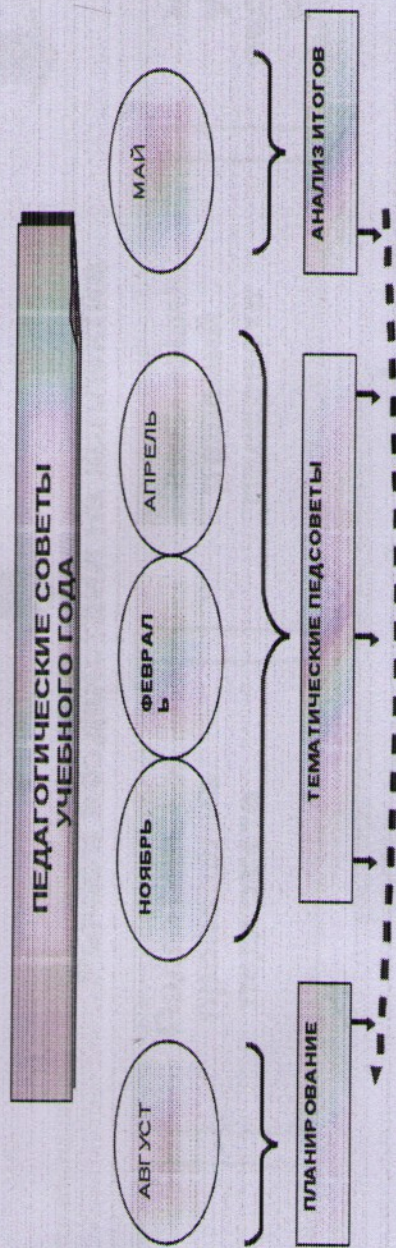 ПЕДАГОГИЧЕСКИЕ СОВЕТЫ
УЧЕБНОГО ГОДА
АВГУСТ
НОЯБРЬ
ФЕВРАЛ
Ь
АПРЕЛЬ
МАЙ
ПЛАНИРОВАНИЕ
ТЕМАТИЧЕСКИЕ ПЕДСОВЕТЫ
АНАЛИЗ ИТОГОВ